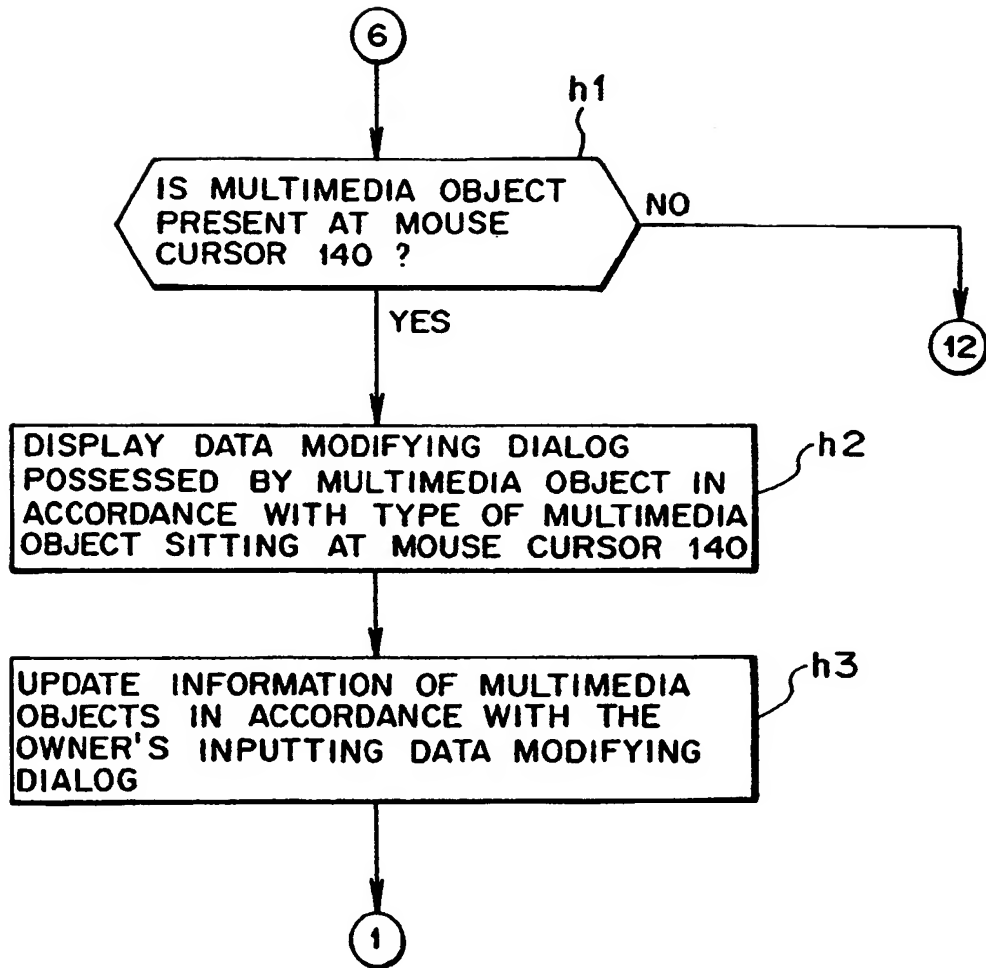 6
h1
IS MULTIMEDIA OBJECT
PRESENT AT MOUSE
CURSOR 140 ?
NO
12
YES
h2
DISPLAY DATA MODIFYING DIALOG
POSSESSED BY MULTIMEDIA OBJECT IN
ACCORDANCE WITH TYPE OF MULTIMEDIA
OBJECT SITTING AT MOUSE CURSOR 140
h3
UPDATE INFORMATION OF MULTIMEDIA
OBJECTS IN ACCORDANCE WITH THE
OWNER'S INPUTTING DATA MODIFYING
DIALOG
1